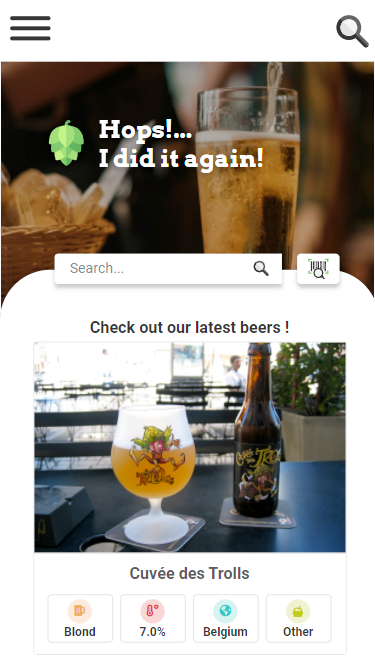 Hops!...
I did it again!
Search...
Check out our latest beers !
Cuvée des Trolls
Blond
7.0%
Belgium
Other